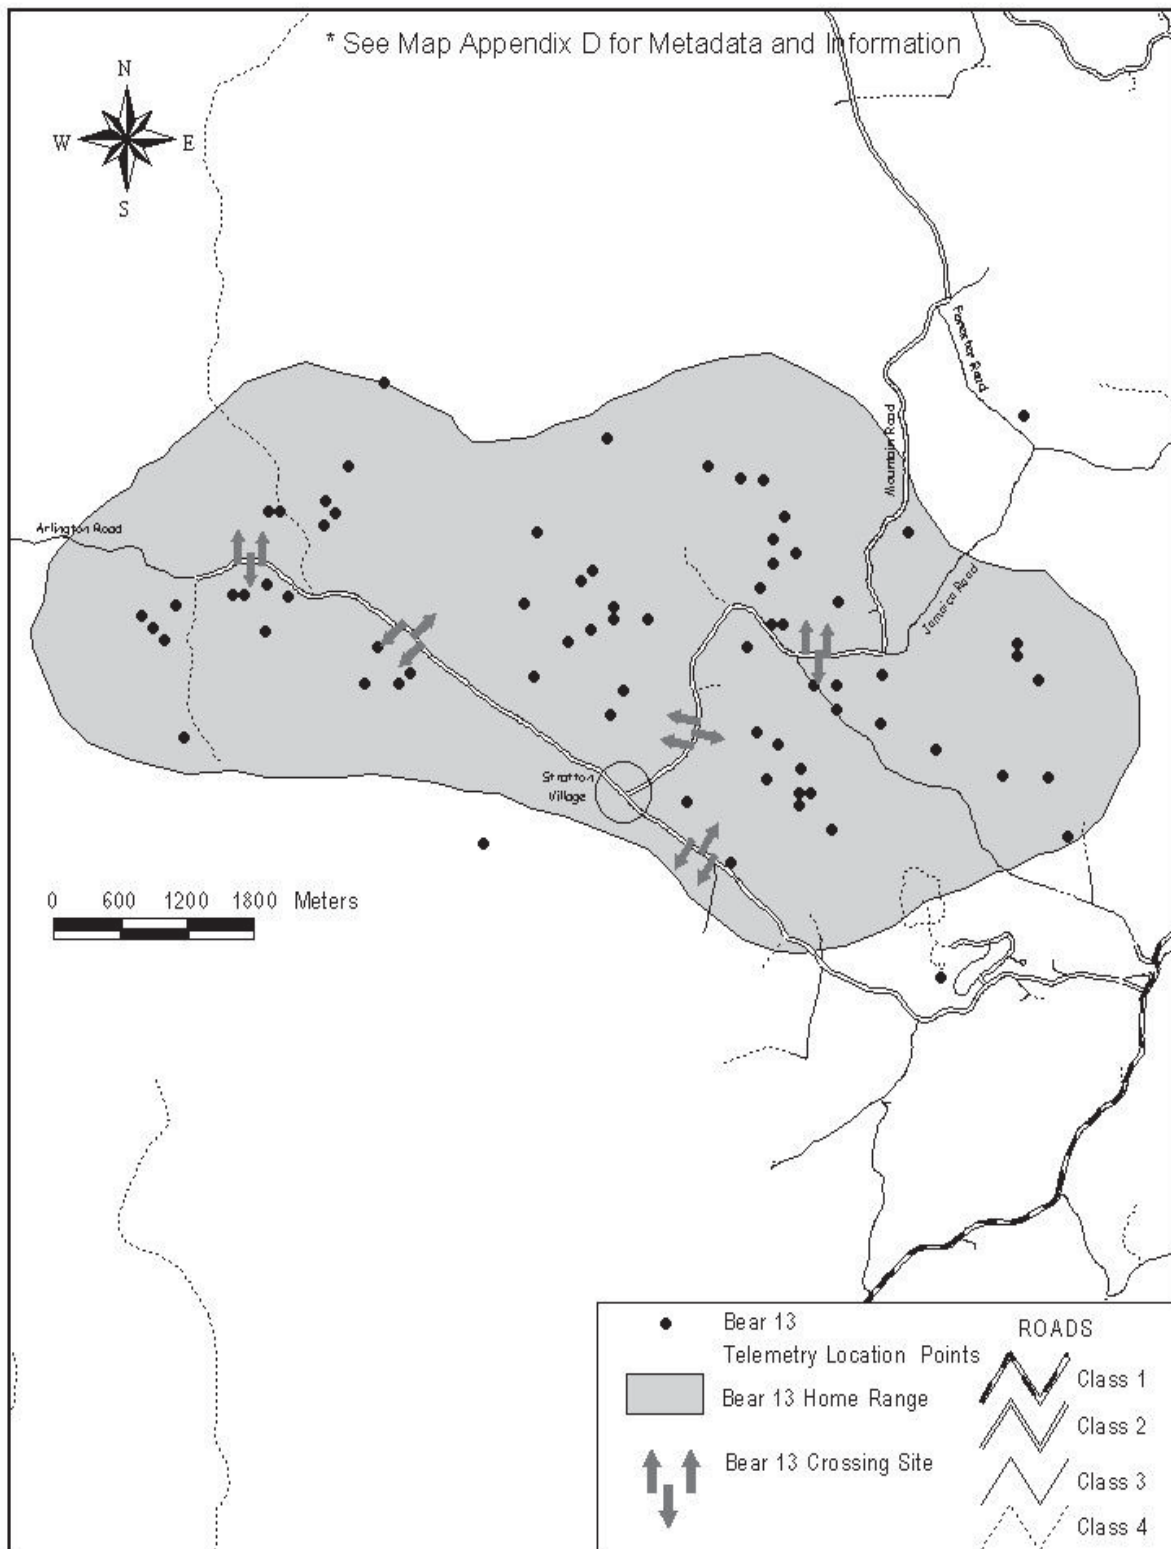 * See Map Appendix D for Metadata and Information
N
W E
S
Forrester Road
Mountain Road
Arlington Road
Jamaica Road
Stratton
Village
0 600 1200 1800 Meters
Bear 13
Telemetry Location Points
Bear 13 Home Range
Bear 13 Crossing Site
ROADS
Class 1
Class 2
Class 3
Class 4